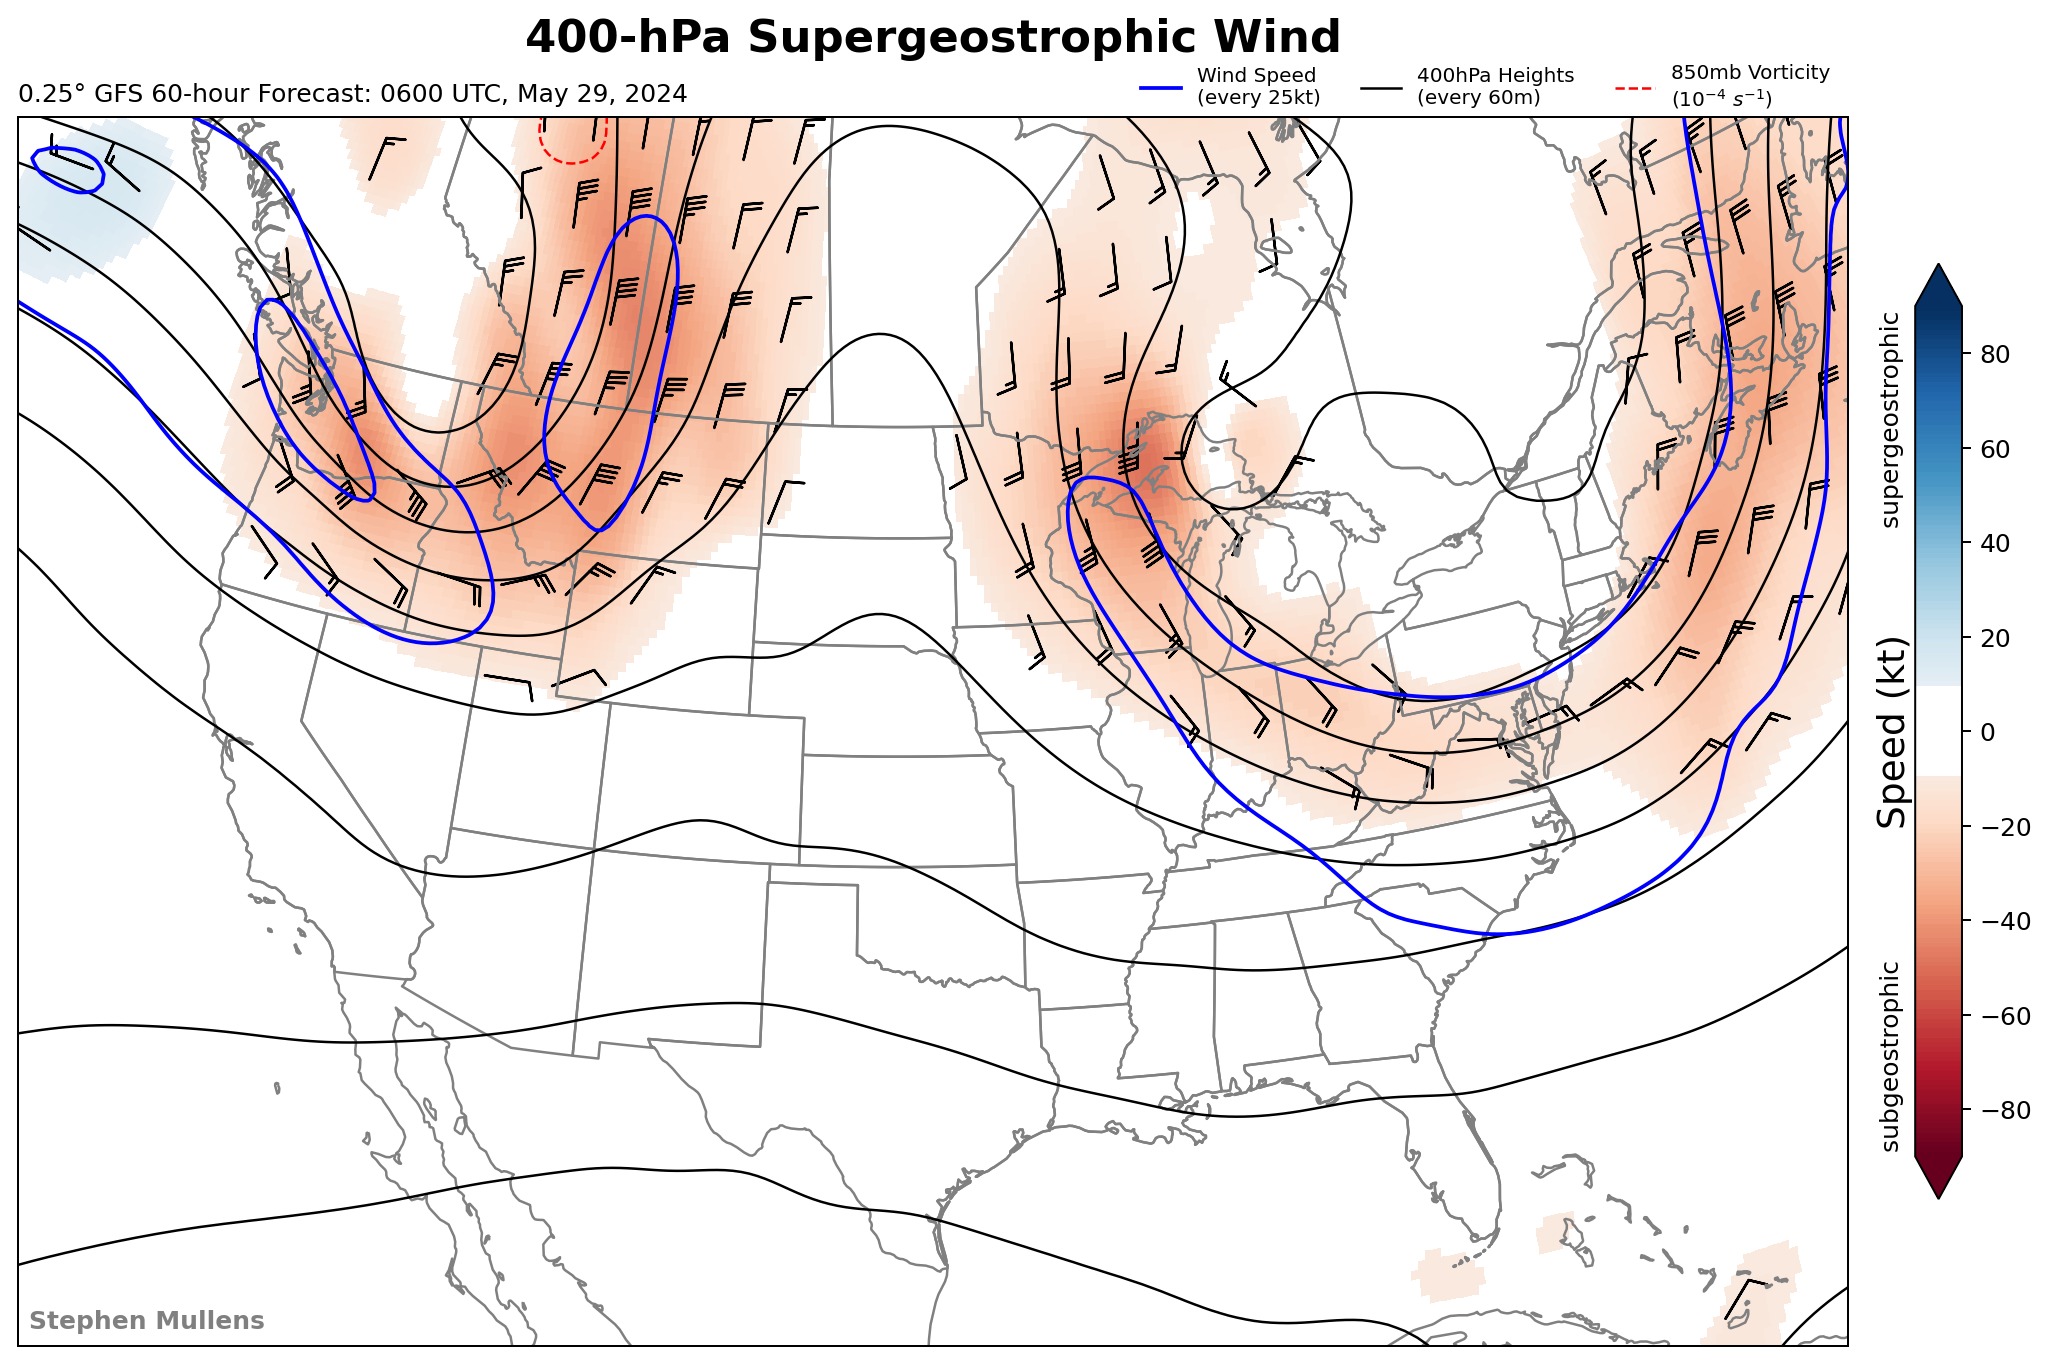 400-hPa Supergeostrophic Wind
0.25° GFS 60-hour Forecast: 0600 UTC, May 29, 2024
Wind Speed
(every 25kt)
400hPa Heights
(every 60m)
850mb Vorticity
(10⁻⁴ s⁻¹)
supergeostrophic
Speed (kt)
subgeostrophic
80
60
40
20
0
−20
−40
−60
−80
Stephen Mullens